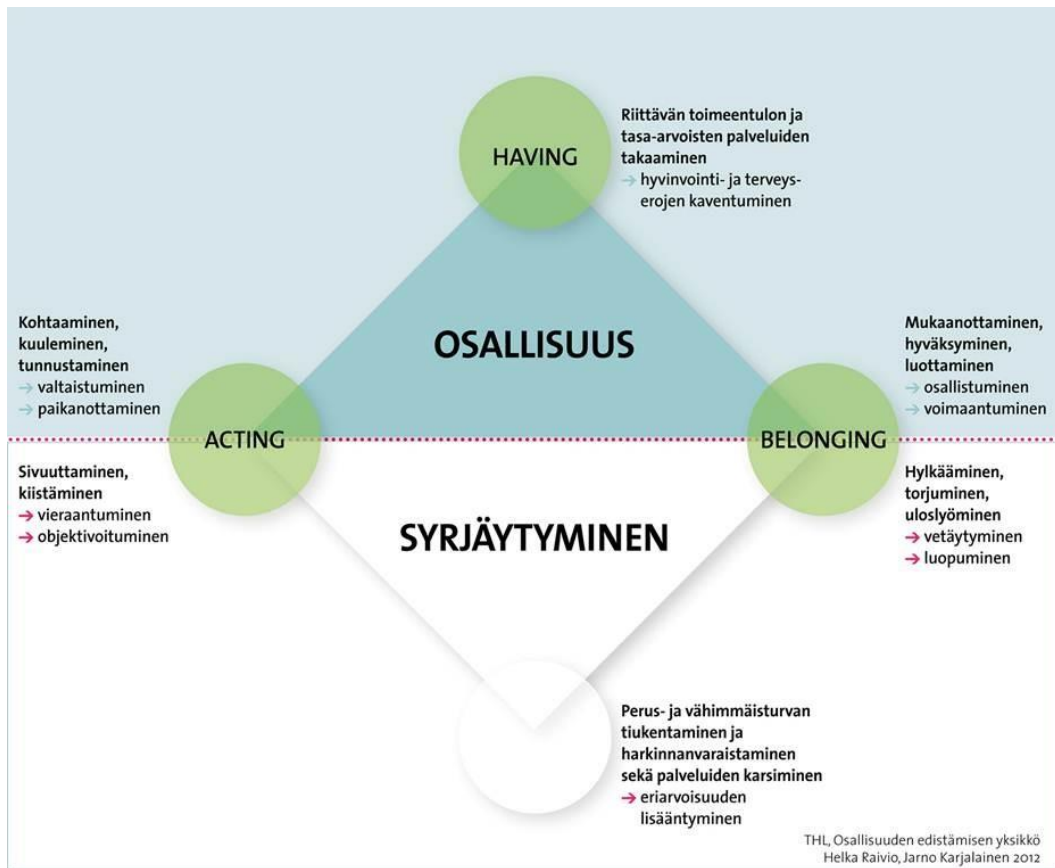 HAVING
Riittävän toimeentulon ja
tasa-arvoisten palveluiden
takaaminen
→ hyvinvointi- ja terveys-
erojen kaventuminen
Kohtaaminen,
kuuleminen,
tunnustaminen
→ valtaistuminen
→ paikanottaminen
OSALLISUUS
Mukaanottaminen,
hyväksyminen,
luottaminen
→ osallistuminen
→ voimaantuminen
ACTING
BELONGING
Sivuuttaminen,
kiistäminen
→ vieraantuminen
→ objektivoituminen
SYRJÄYTYMINEN
Hylkääminen,
torjuminen,
uloslyöminen
→ vetäytyminen
→ luopuminen
Perus- ja vähimmäisturvan
tiukentaminen ja
harkinnanvaraistaminen
sekä palveluiden karsiminen
→ eriarvoisuuden
lisääntyminen
THL, Osallisuuden edistämisen yksikkö
Helka Raivio, Jarno Karjalainen 2012